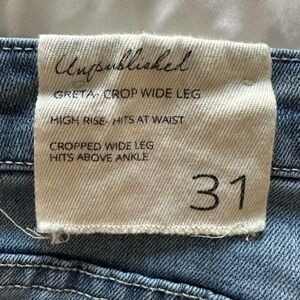 Unpublished
GRETA- CROP WIDE LEG
HIGH RISE- HITS AT WAIST
CROPPED WIDE LEG
HITS ABOVE ANKLE
31